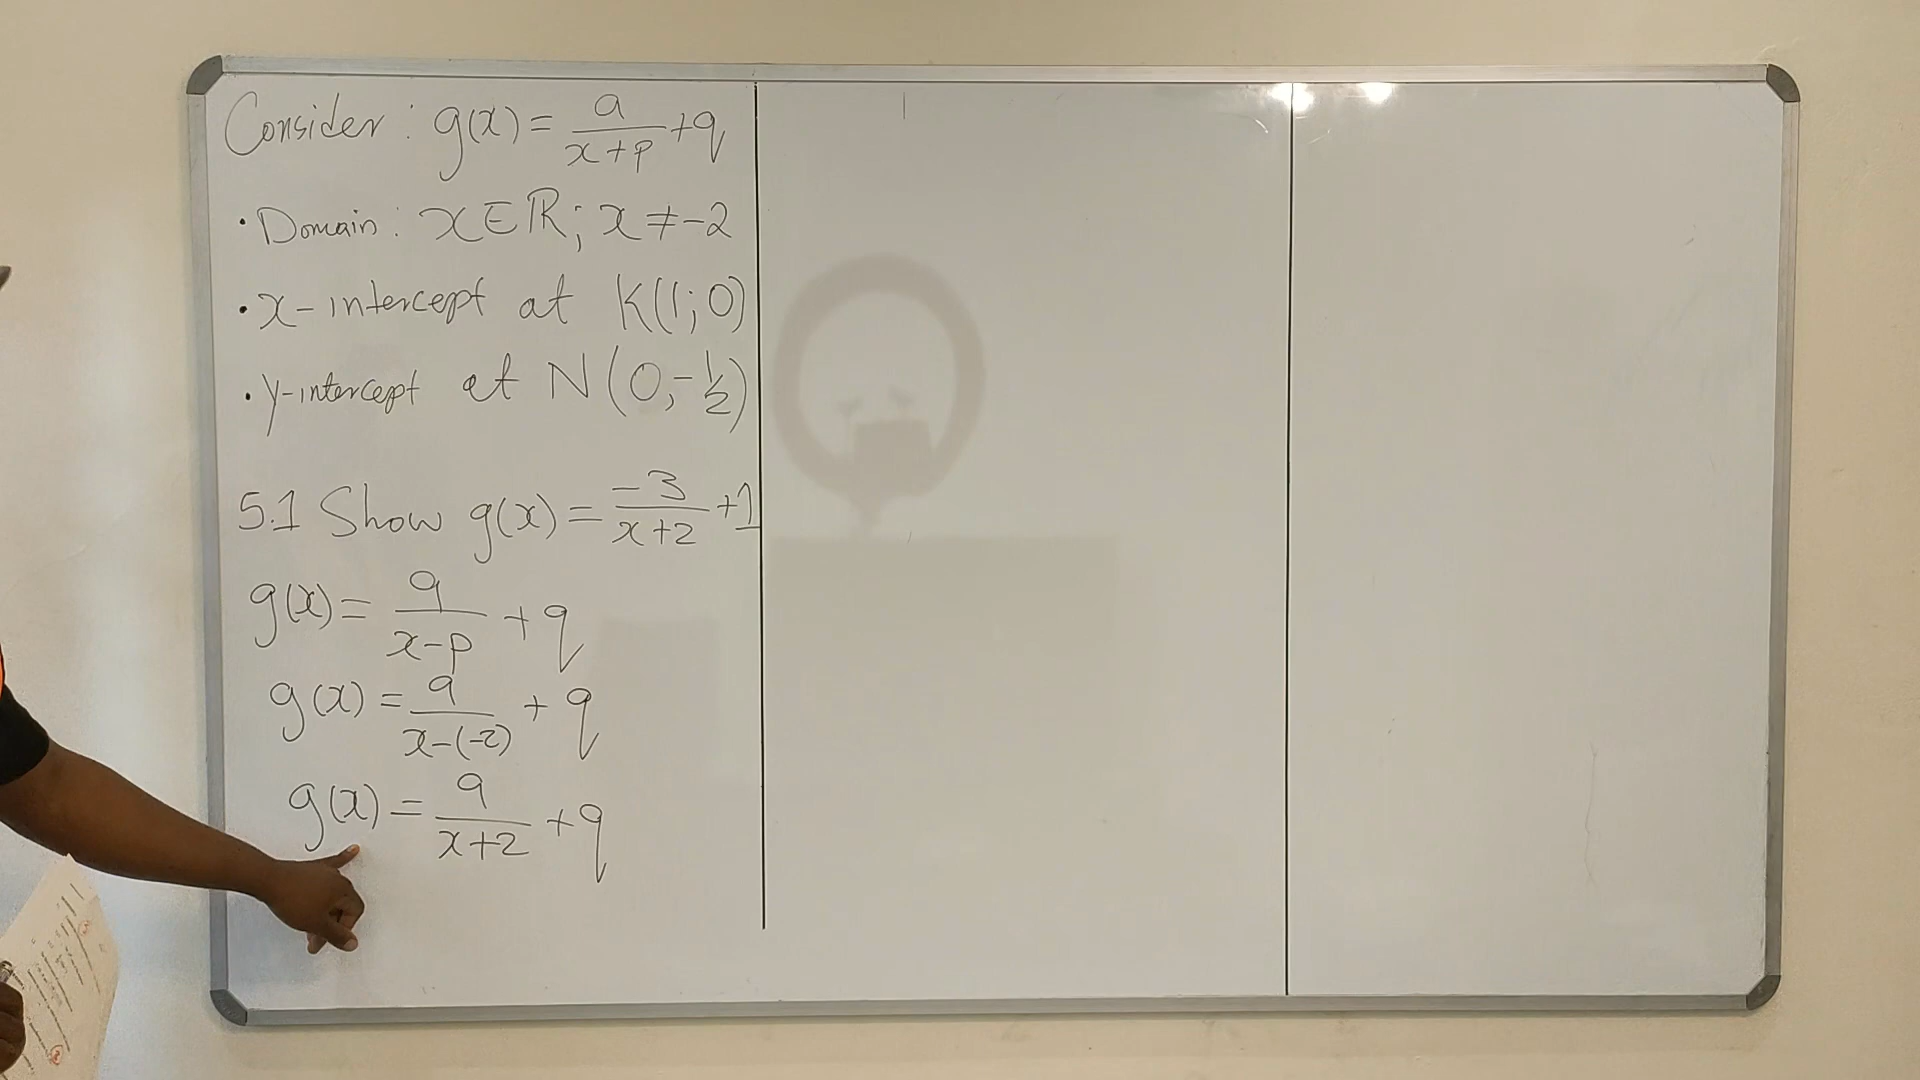 Consider : g(x) = a/(x+p) + q
• Domain : x ∈ ℝ ; x ≠ -2
• x-intercept at K(1;0)
• y-intercept at N(0;-1/2)
5.1 Show g(x) = -3/(x+2) + 1
g(x) = a/(x-p) + q
g(x) = a/(x-(-2)) + q
g(x) = a/(x+2) + q